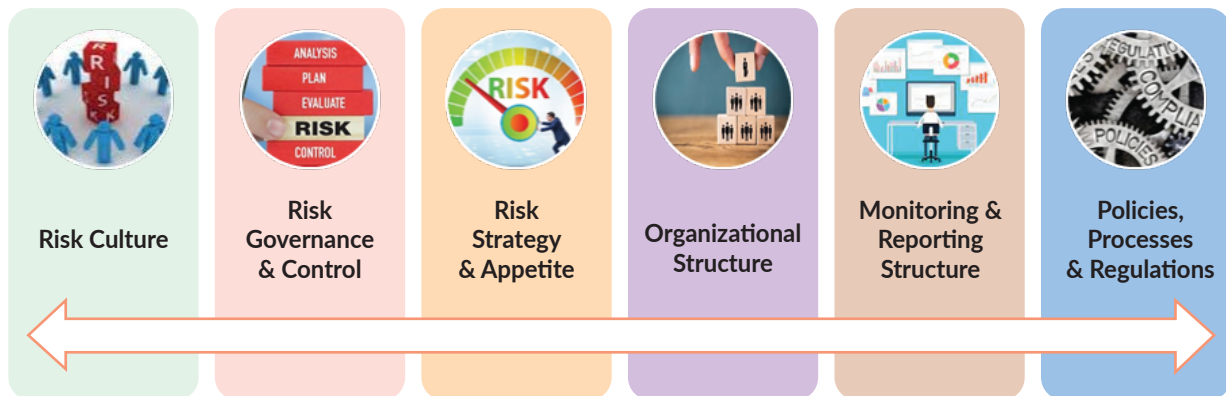 RISK
Risk Culture
ANALYSIS
PLAN
EVALUATE
RISK
CONTROL
Risk
Governance
& Control
RISK
Risk
Strategy
& Appetite
Organizational
Structure
Monitoring &
Reporting
Structure
COMPLIA
POLICIES
Policies,
Processes
& Regulations